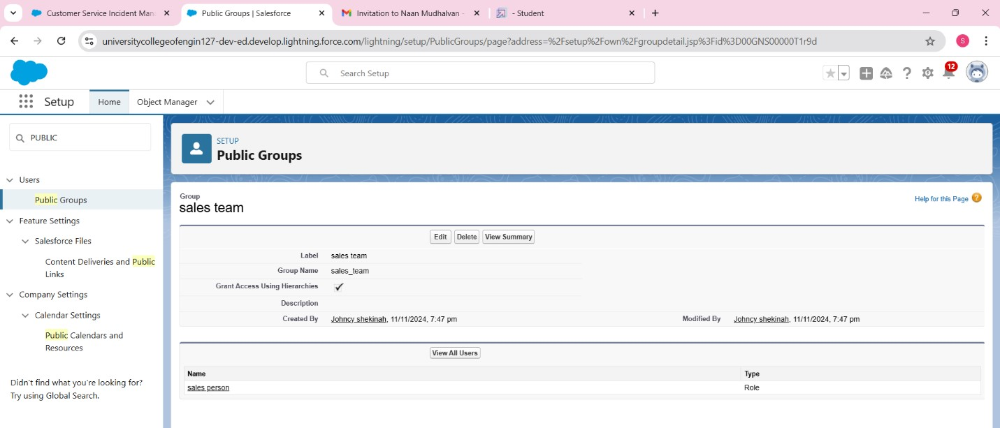 Customer Service Incident Man
Public Groups | Salesforce
Invitation to Naan Mudhalvan -
- Student
universitycollegeofengin127-dev-ed.develop.lightning.force.com/lightning/setup/PublicGroups/page?address=%2Fsetup%2Fown%2Fgroupdetail.jsp%3Fid%3D00GNS00000T1r9d
S
Search Setup
12
Setup
Home
Object Manager
PUBLIC
Users
Public Groups
Feature Settings
Salesforce Files
Content Deliveries and Public
Links
Company Settings
Calendar Settings
Public Calendars and
Resources
Didn't find what you're looking for?
Try using Global Search.
SETUP
Public Groups
Group
sales team
Help for this Page ?
Edit Delete View Summary
Label sales team
Group Name sales_team
Grant Access Using Hierarchies
Description
Created By Johncy shekinah, 11/11/2024, 7:47 pm Modified By Johncy shekinah, 11/11/2024, 7:47 pm
View All Users
Name Type
sales person Role